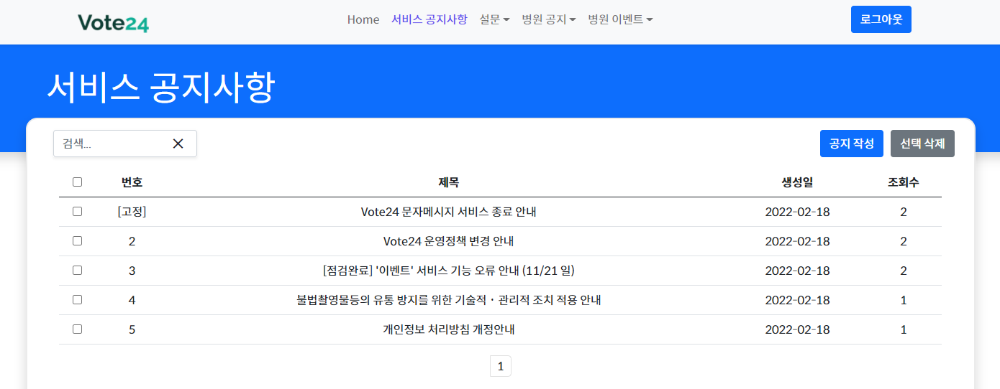 Vote24 Home 서비스 공지사항 설문 병원 공지 병원 이벤트 로그아웃
서비스 공지사항
검색... 공지 작성 선택 삭제
번호 제목 생성일 조회수
[고정] Vote24 문자메시지 서비스 종료 안내 2022-02-18 2
2 Vote24 운영정책 변경 안내 2022-02-18 2
3 [점검완료] '이벤트' 서비스 기능 오류 안내 (11/21 일) 2022-02-18 2
4 불법촬영물등의 유통 방지를 위한 기술적・관리적 조치 적용 안내 2022-02-18 1
5 개인정보 처리방침 개정안내 2022-02-18 1
1